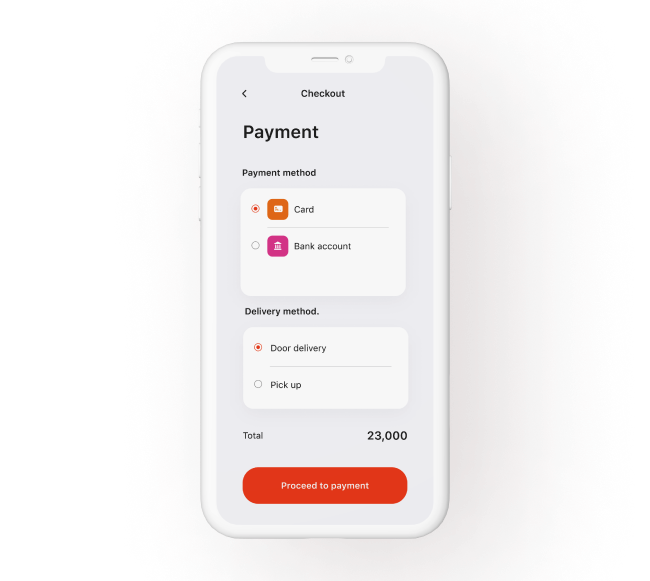 Checkout
Payment
Payment method
Card
Bank account
Delivery method.
Door delivery
Pick up
Total 23,000
Proceed to payment